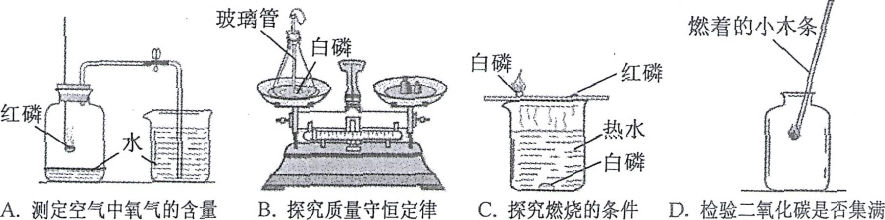 玻璃管
白磷
红磷
水
白磷
红磷
热水
白磷
燃着的小木条
A. 测定空气中氧气的含量
B. 探究质量守恒定律
C. 探究燃烧的条件
D. 检验二氧化碳是否集满